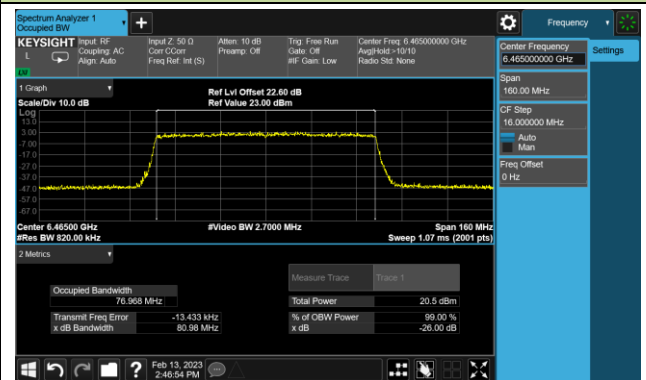 Spectrum Analyzer 1
Occupied BW
Frequency
KEYSIGHT
L
Input: RF
Coupling: AC
Align: Auto
Input Z: 50 Ω
Corr CCorr
Freq Ref: Int (S)
Atten: 10 dB
Preamp: Off
Trig: Free Run
Gate: Off
#IF Gain: Low
Center Freq: 6.465000000 GHz
Avg|Hold:>10/10
Radio Std: None
Center Frequency
6.465000000 GHz
Settings
Span
160.00 MHz
CF Step
16.000000 MHz
Auto
Man
Freq Offset
0 Hz
1 Graph
Scale/Div 10.0 dB
Ref Lvl Offset 22.60 dB
Ref Value 23.00 dBm
Log
13.0
3.00
-7.00
-17.0
-27.0
-37.0
-47.0
-57.0
-67.0
Center 6.46500 GHz
#Res BW 820.00 kHz
#Video BW 2.7000 MHz
Span 160 MHz
Sweep 1.07 ms (2001 pts)
2 Metrics
Measure Trace
Trace 1
Occupied Bandwidth
76.968 MHz
Total Power
20.5 dBm
Transmit Freq Error
-13.433 kHz
% of OBW Power
99.00 %
x dB Bandwidth
80.98 MHz
x dB
-26.00 dB
Feb 13, 2023
2:46:54 PM